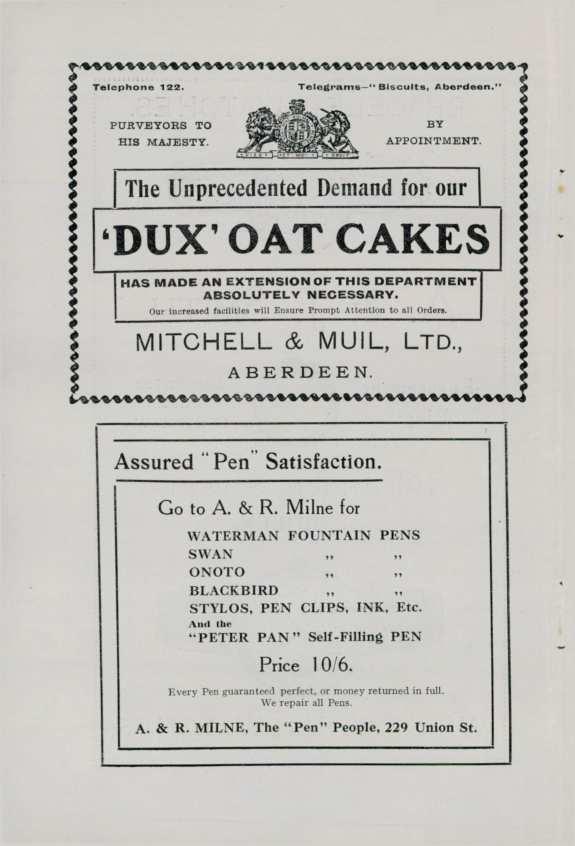 Telephone 122. Telegrams—"Biscuits, Aberdeen."
PURVEYORS TO
HIS MAJESTY.
BY
APPOINTMENT.
The Unprecedented Demand for our
'DUX' OAT CAKES
HAS MADE AN EXTENSION OF THIS DEPARTMENT
ABSOLUTELY NECESSARY.
Our increased facilities will Ensure Prompt Attention to all Orders.
MITCHELL & MUIL, LTD.,
ABERDEEN.
Assured "Pen" Satisfaction.
Go to A. & R. Milne for
WATERMAN FOUNTAIN PENS
SWAN ,, ,,
ONOTO ,, ,,
BLACKBIRD ,, ,,
STYLOS, PEN CLIPS, INK, Etc.
And the
"PETER PAN" Self-Filling PEN
Price 10/6.
Every Pen guaranteed perfect, or money returned in full.
We repair all Pens.
A. & R. MILNE, The "Pen" People, 229 Union St.